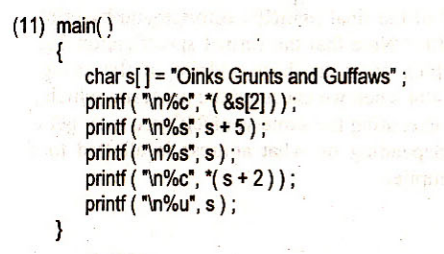 (11) main( )
{
char s[ ] = "Oinks Grunts and Guffaws" ;
printf ( "\n%c", *( &s[2] ) ) ;
printf ( "\n%s", s + 5 ) ;
printf ( "\n%s", s ) ;
printf ( "\n%c", *( s + 2 ) ) ;
printf ( "\n%u", s ) ;
}